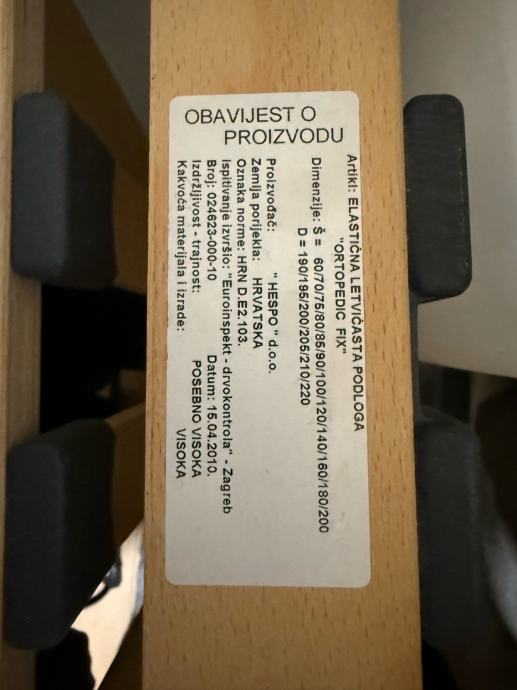 OBAVIJEST O
PROIZVODU
Artikl: ELASTIČNA LETVIČASTA PODLOGA
"ORTOPEDIC FIX"
Dimenzije: Š = 60/70/75/80/85/90/100/120/140/160/180/200
D = 190/195/200/205/210/220
Proizvođač: " HESPO " d.o.o.
Zemlja porijekla: HRVATSKA
Oznaka norme: HRN D.E2.103.
Ispitivanje izvršio: "Euroinspekt - drvokontrola" - Zagreb
Broj: 024623-000-10 Datum: 15.04.2010.
Izdržljivost - trajnost: POSEBNO VISOKA
Kakvoća materijala i izrade: VISOKA